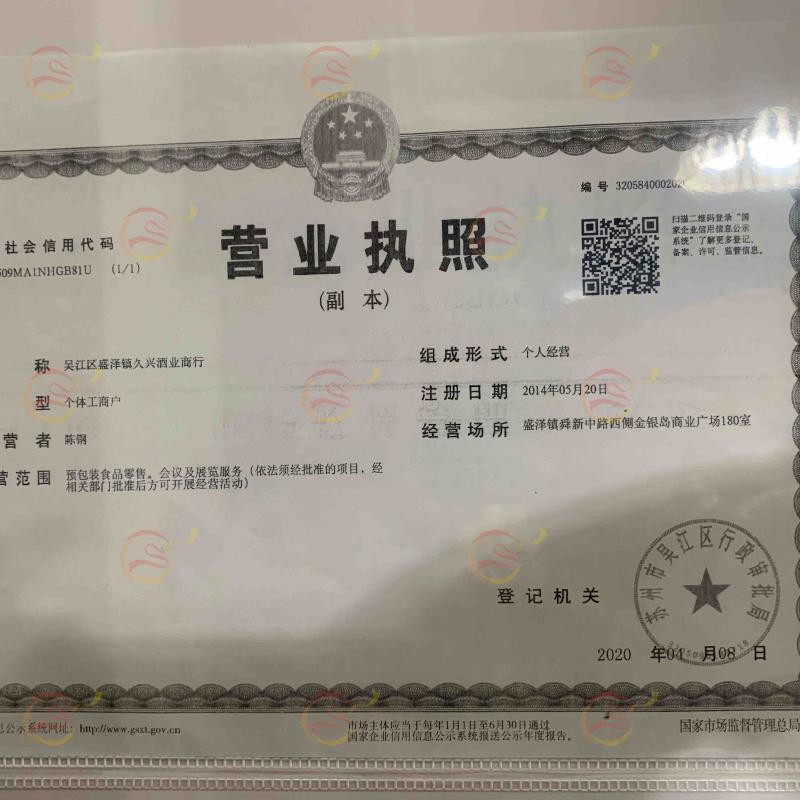 编 号 320584000202
社会信用代码
509MA1NHGB81U (1/1)
营业执照
(副 本)
扫描二维码登录“国
家企业信用信息公示
系统”了解更多登记、
备案、许可、监管信息。
称 吴江区盛泽镇久兴酒业商行
型 个体工商户
营 者 陈钢
营 范 围 预包装食品零售。会议及展览服务（依法须经批准的项目，经
相关部门批准后方可开展经营活动）
组成形式 个人经营
注册日期 2014年05月20日
经营场所 盛泽镇舜新中路西侧金银岛商业广场180室
登记机关
苏州市吴江区行政审批局
2020 年04 月08 日
息公示系统网址：http://www.gsxt.gov.cn
市场主体应当于每年1月1日至6月30日通过
国家企业信用信息公示系统报送公示年度报告。
国家市场监督管理总局